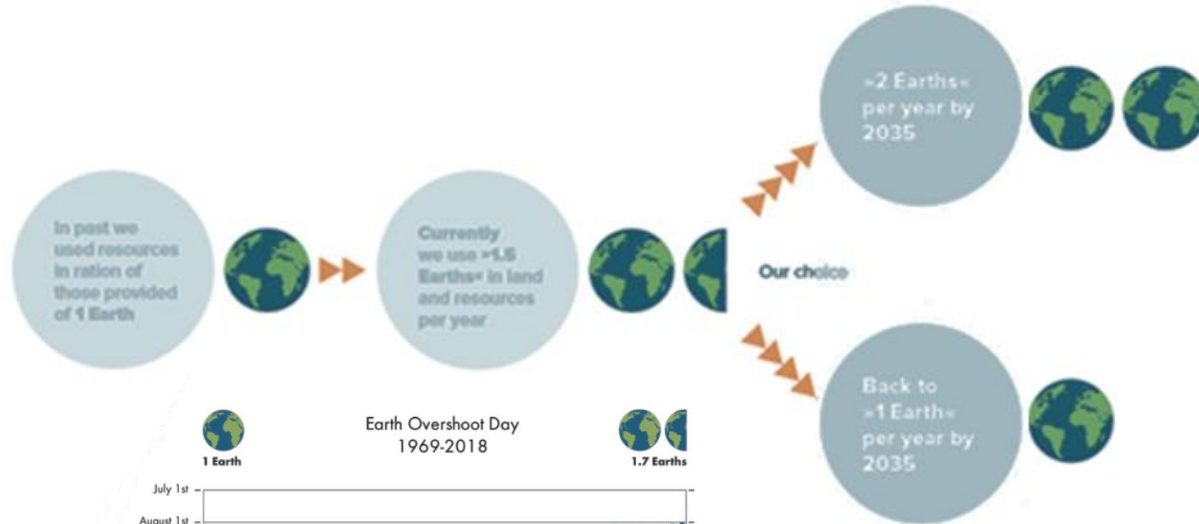 »2 Earths«
per year by
2035
In past we
used resources
in ration of
those provided
of 1 Earth
Currently
we use »1.5
Earths« in land
and resources
per year
Our choice
Back to
»1 Earth«
per year by
2035
Earth Overshoot Day
1969-2018
1 Earth
1.7 Earths
July 1st
August 1st